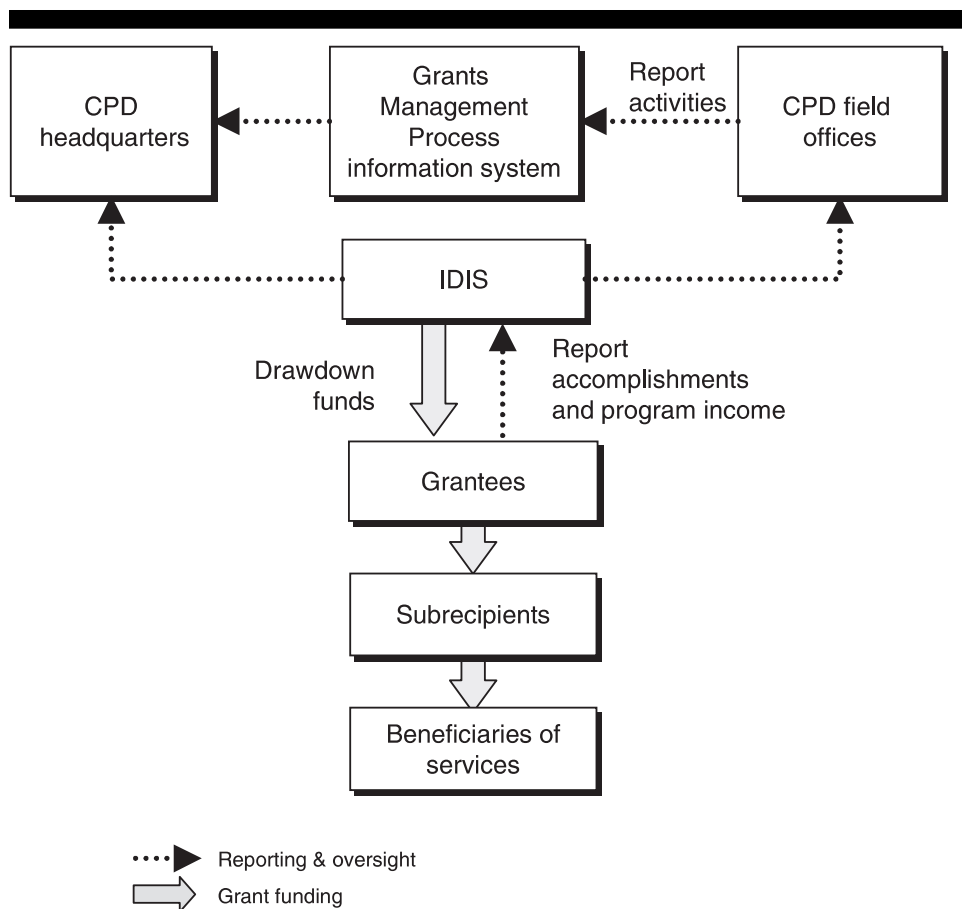 CPD
headquarters
Grants
Management
Process
information system
Report
activities
CPD field
offices
IDIS
Drawdown
funds
Report
accomplishments
and program income
Grantees
Subrecipients
Beneficiaries of
services
Reporting & oversight
Grant funding